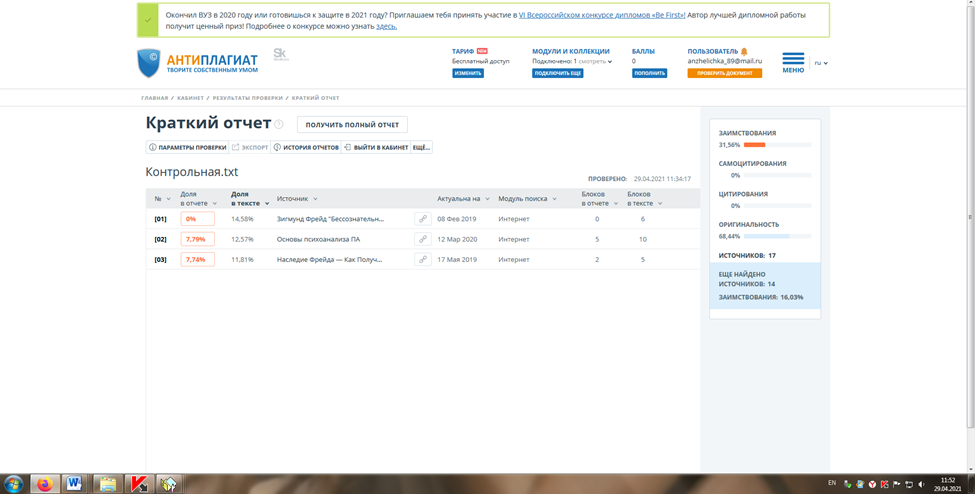 Окончил ВУЗ в 2020 году или готовишься к защите в 2021 году? Приглашаем тебя принять участие в VI Всероссийском конкурсе дипломов «Be First»! Автор лучшей дипломной работы
получит ценный приз! Подробнее о конкурсе можно узнать здесь.
АНТИПЛАГИАТ
ТВОРИТЕ СОБСТВЕННЫМ УМОМ
Sk
ТАРИФ NEW
Бесплатный доступ
ИЗМЕНИТЬ
МОДУЛИ И КОЛЛЕКЦИИ
Подключено: 1 смотреть
ПОДКЛЮЧИТЬ ЕЩЕ
БАЛЛЫ
0
ПОПОЛНИТЬ
ПОЛЬЗОВАТЕЛЬ
anzhelichka_89@mail.ru
ПРОВЕРИТЬ ДОКУМЕНТ
МЕНЮ
ru
ГЛАВНАЯ / КАБИНЕТ / РЕЗУЛЬТАТЫ ПРОВЕРКИ / КРАТКИЙ ОТЧЕТ
Краткий отчет ? ПОЛУЧИТЬ ПОЛНЫЙ ОТЧЕТ
ПАРАМЕТРЫ ПРОВЕРКИ ЭКСПОРТ ИСТОРИЯ ОТЧЕТОВ ВЫЙТИ В КАБИНЕТ ЕЩЁ...
Контрольная.txt
ПРОВЕРЕНО: 29.04.2021 11:34:17
№ Доля в отчете Доля в тексте Источник Актуальна на Модуль поиска Блоков в отчете Блоков в тексте
[01] 0% 14,58% Зигмунд Фрейд "Бессознательн... 08 Фев 2019 Интернет 0 6
[02] 7,79% 12,57% Основы психоанализа ПА 12 Мар 2020 Интернет 5 10
[03] 7,74% 11,81% Наследие Фрейда — Как Получ... 17 Мая 2019 Интернет 2 5
ЗАИМСТВОВАНИЯ
31,56%
САМОЦИТИРОВАНИЯ
0%
ЦИТИРОВАНИЯ
0%
ОРИГИНАЛЬНОСТЬ
68,44%
ИСТОЧНИКОВ: 17
ЕЩЕ НАЙДЕНО
ИСТОЧНИКОВ: 14
ЗАИМСТВОВАНИЯ: 16,03%
EN
11:52
29.04.2021